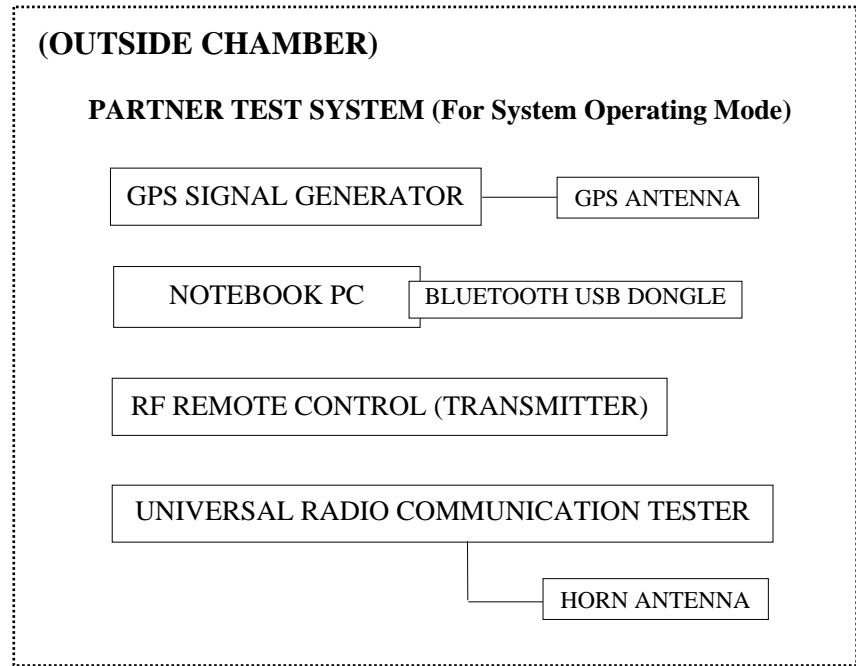 (OUTSIDE CHAMBER)
PARTNER TEST SYSTEM (For System Operating Mode)
GPS SIGNAL GENERATOR
GPS ANTENNA
NOTEBOOK PC
BLUETOOTH USB DONGLE
RF REMOTE CONTROL (TRANSMITTER)
UNIVERSAL RADIO COMMUNICATION TESTER
HORN ANTENNA